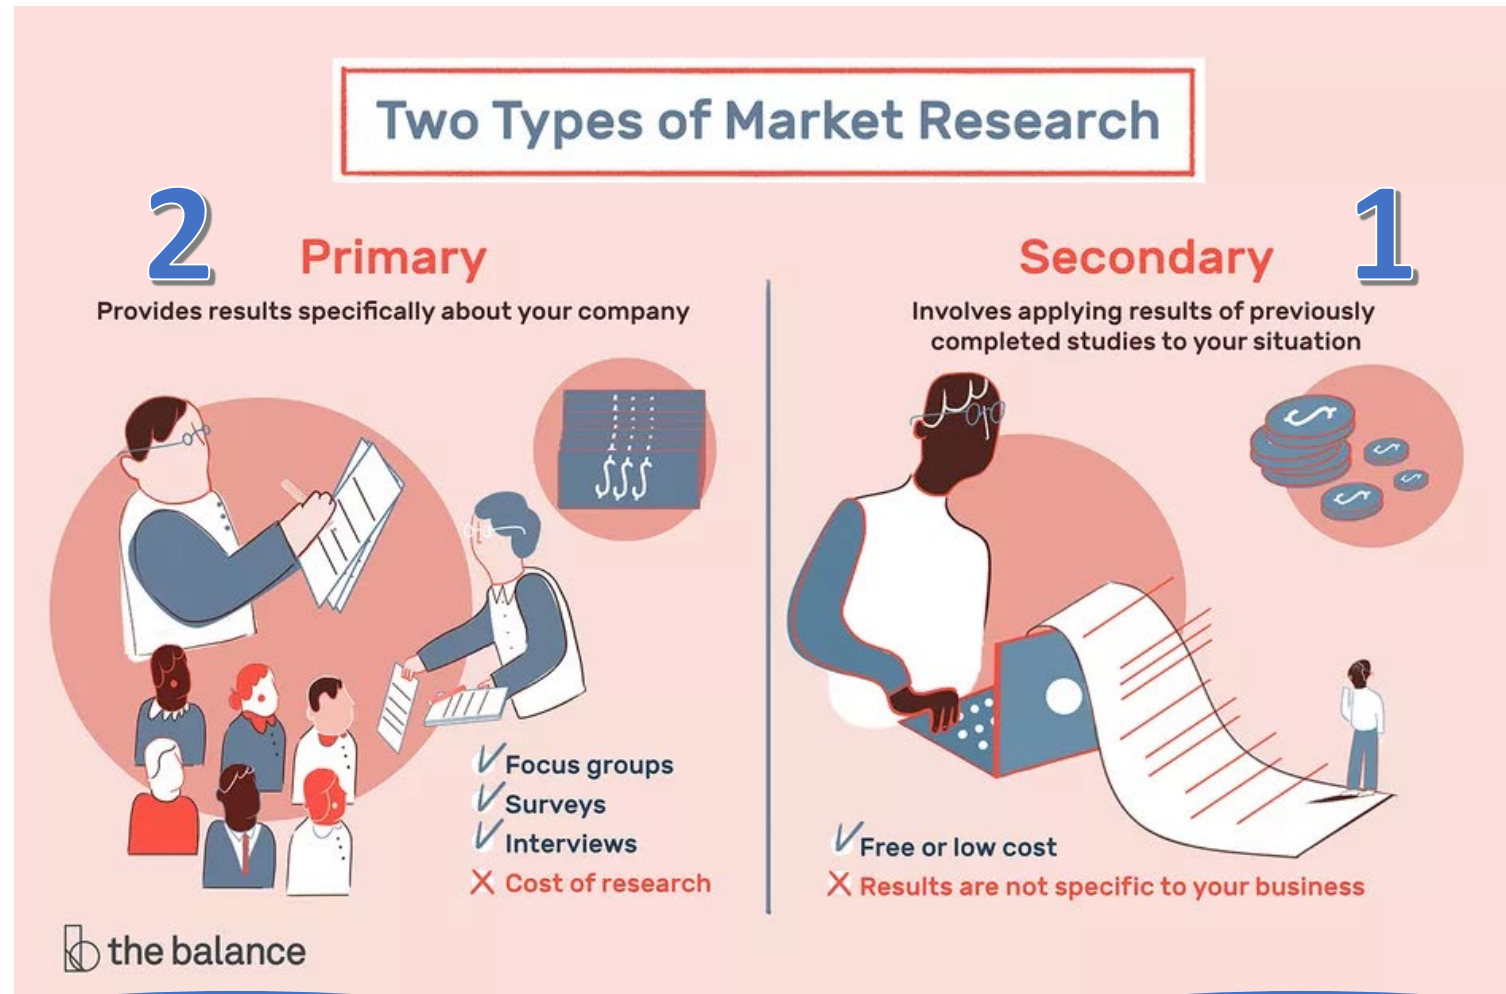 Two Types of Market Research
2
Primary
Provides results specifically about your company
$$$
Focus groups
Surveys
Interviews
Cost of research
1
Secondary
Involves applying results of previously
completed studies to your situation
$
$
$
$
Free or low cost
Results are not specific to your business
the balance